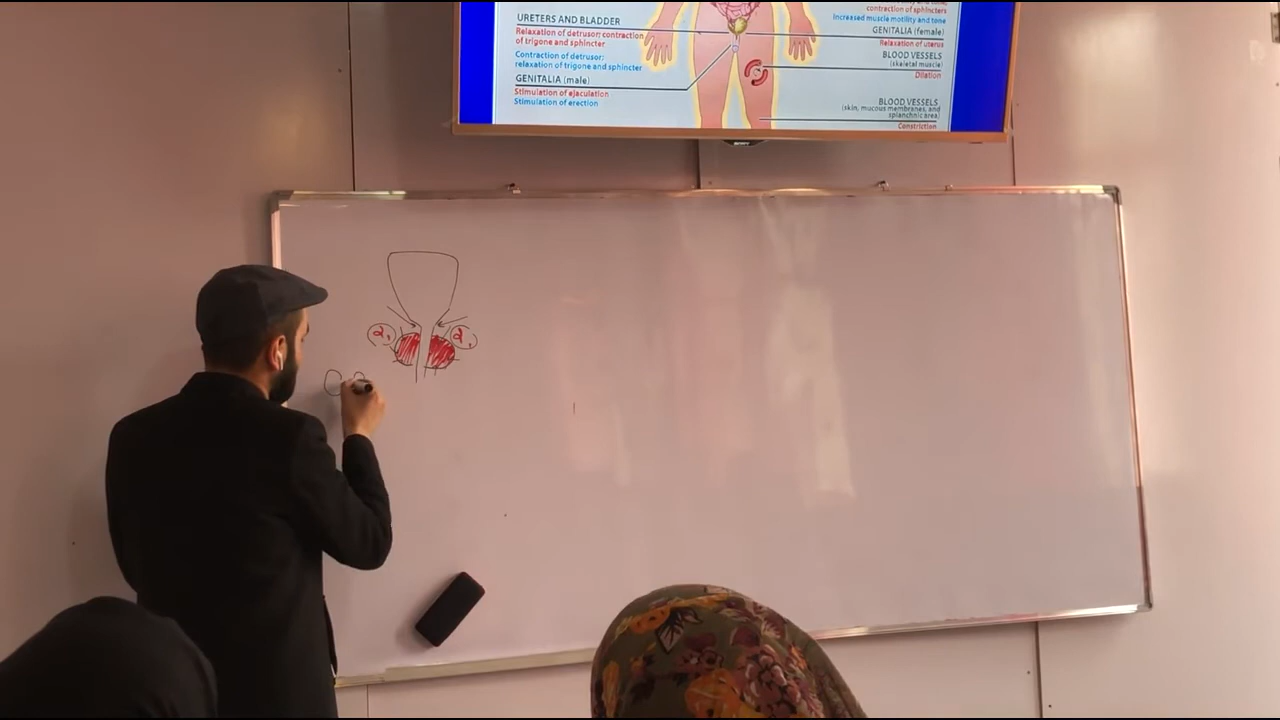 contraction of sphincters
Increased muscle motility and tone
URETERS AND BLADDER
Relaxation of detrusor; contraction
of trigone and sphincter
Contraction of detrusor;
relaxation of trigone and sphincter
GENITALIA (male)
Stimulation of ejaculation
Stimulation of erection
GENITALIA (female)
Relaxation of uterus
BLOOD VESSELS
(skeletal muscle)
Dilation
BLOOD VESSELS
(skin, mucous membranes, and
splanchnic area)
Constriction